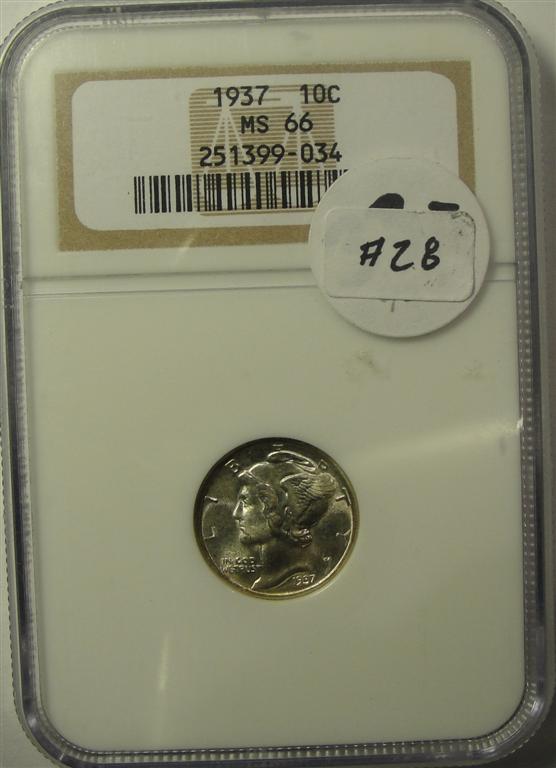 1937 10C
MS 66
251399-034
#28
LIBERTY
IN GOD
WE TRUST
1937